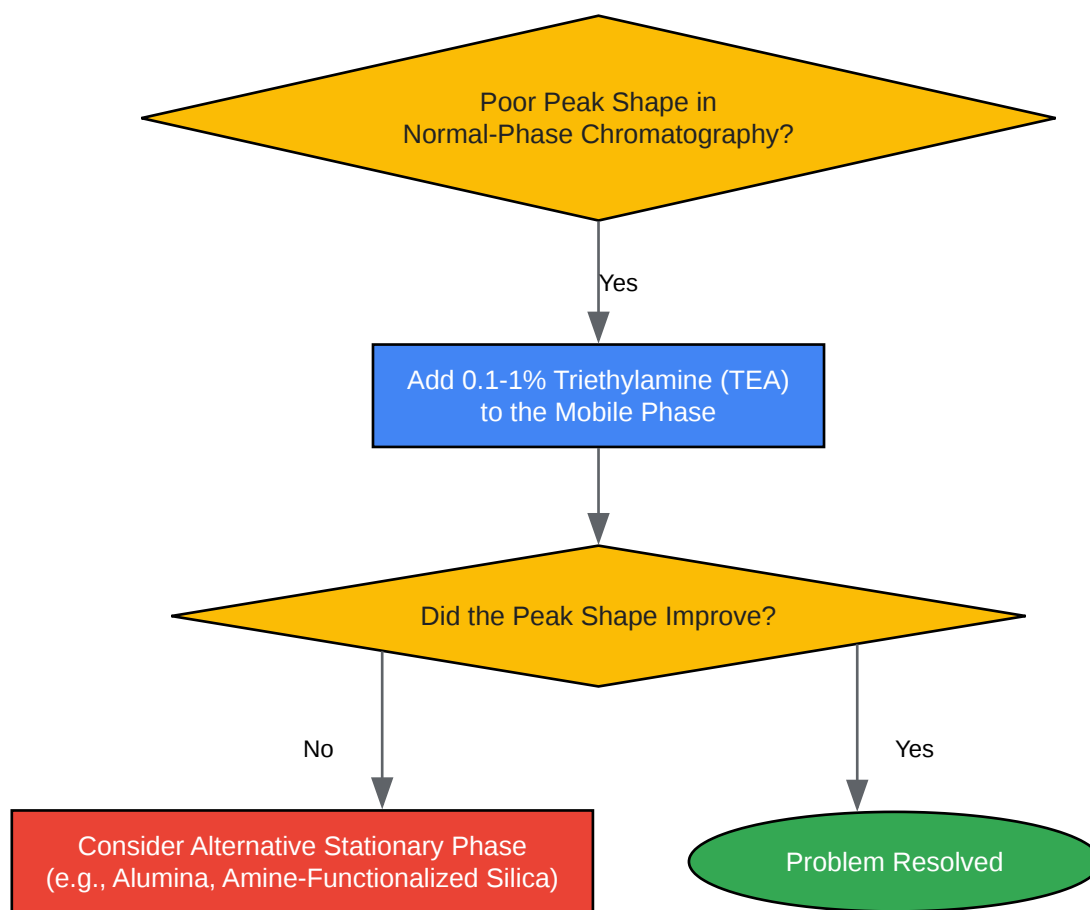 Poor Peak Shape in
Normal-Phase Chromatography?
Yes
Add 0.1-1% Triethylamine (TEA)
to the Mobile Phase
Did the Peak Shape Improve?
No
Yes
Consider Alternative Stationary Phase
(e.g., Alumina, Amine-Functionalized Silica)
Problem Resolved